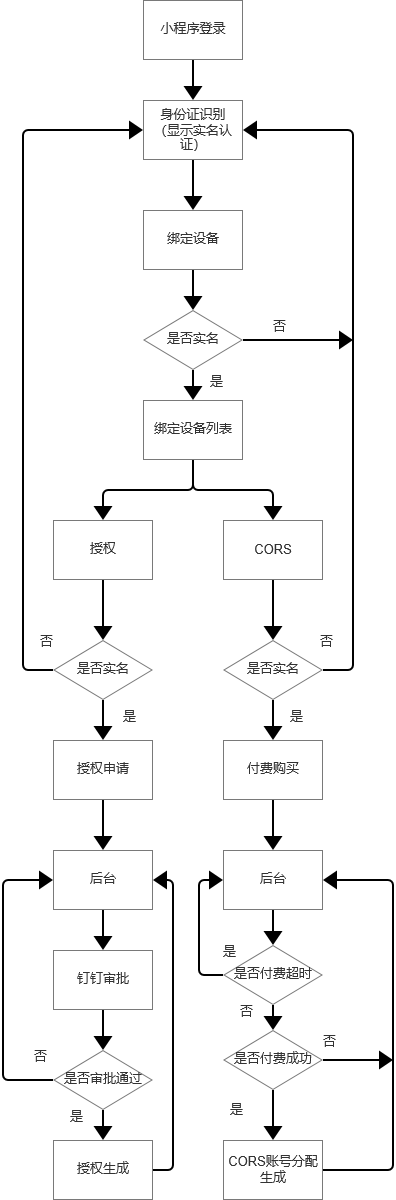 小程序登录
身份证识别
（显示实名认
证）
绑定设备
是否实名
否
是
绑定设备列表
授权
CORS
否
是否实名
是否实名
否
是
是
授权申请
付费购买
后台
后台
是
钉钉审批
是否付费超时
否
否
是否付费成功
否
是否审批通过
是
是
授权生成
CORS账号分配
生成